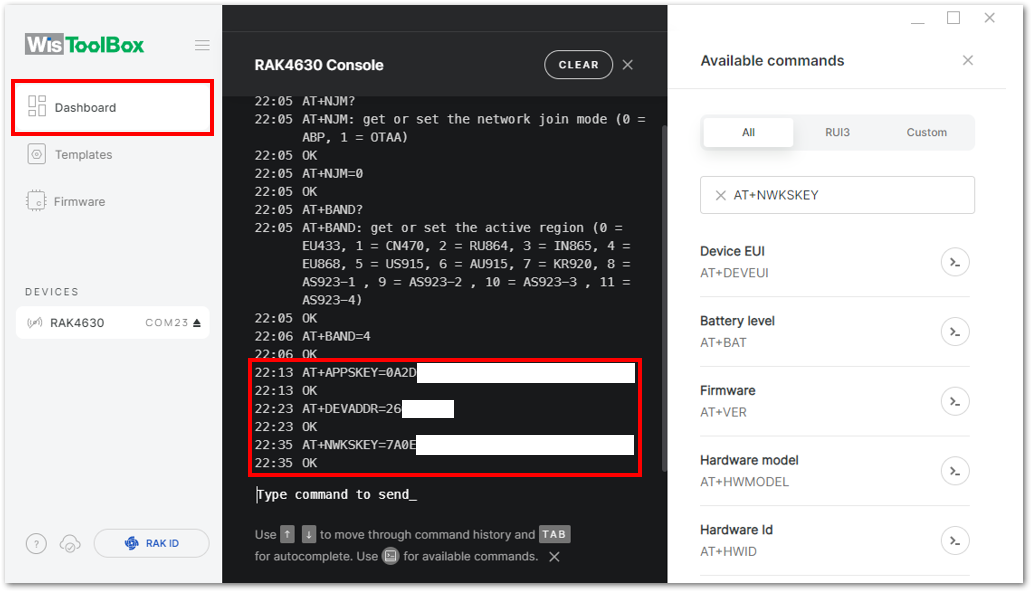 WisToolBox
Dashboard
Templates
Firmware
DEVICES
RAK4630 COM23
?
RAK ID
RAK4630 Console
CLEAR
22:05 AT+NJM?
22:05 AT+NJM: get or set the network join mode (0 =
ABP, 1 = OTAA)
22:05 OK
22:05 AT+NJM=0
22:05 OK
22:05 AT+BAND?
22:05 AT+BAND: get or set the active region (0 =
EU433, 1 = CN470, 2 = RU864, 3 = IN865, 4 =
EU868, 5 = US915, 6 = AU915, 7 = KR920, 8 =
AS923-1 , 9 = AS923-2 , 10 = AS923-3 , 11 =
AS923-4)
22:05 OK
22:06 AT+BAND=4
22:06 OK
22:13 AT+APPSKEY=0A2D
22:13 OK
22:23 AT+DEVADDR=26
22:23 OK
22:35 AT+NWKSKEY=7A0E
22:35 OK
Type command to send_
Use ↑ ↓ to move through command history and TAB
for autocomplete. Use for available commands.
Available commands
All RUI3 Custom
AT+NWKSKEY
Device EUI
AT+DEVEUI
Battery level
AT+BAT
Firmware
AT+VER
Hardware model
AT+HWMODEL
Hardware Id
AT+HWID